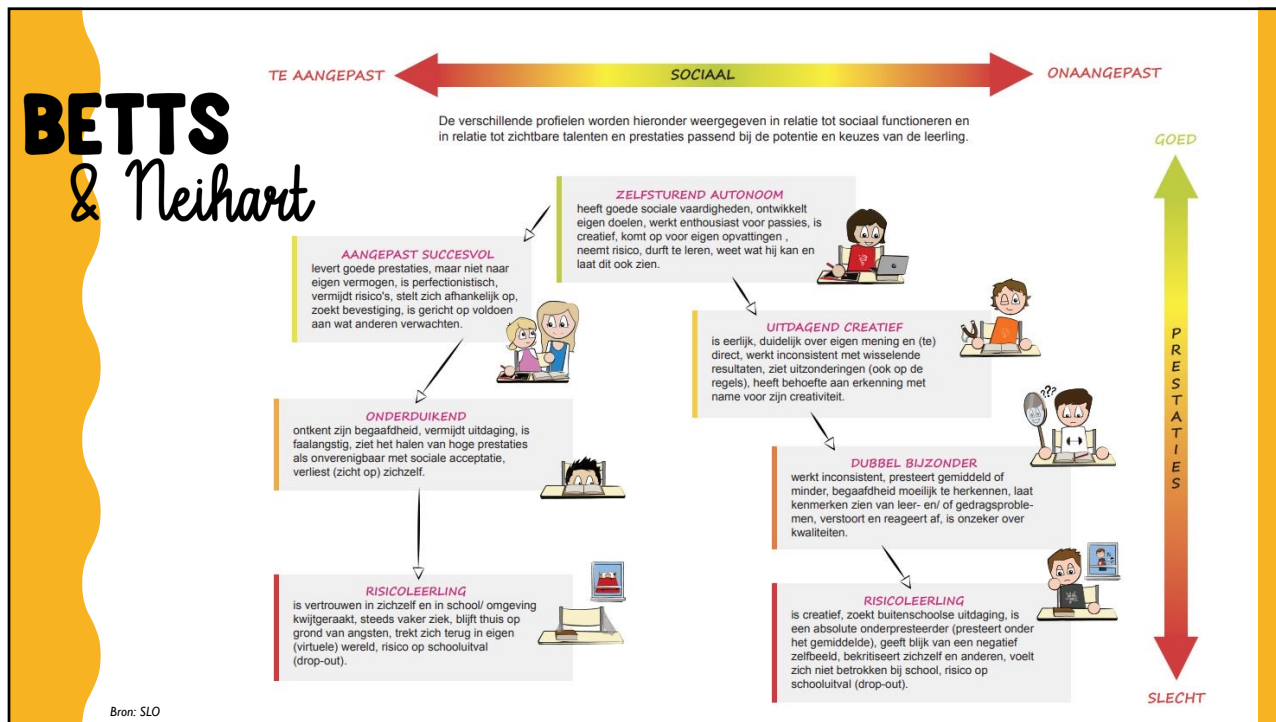 BETTS
& Neihart
TE AANGEPAST
SOCIAAL
ONAANGEPAST
De verschillende profielen worden hieronder weergegeven in relatie tot sociaal functioneren en
in relatie tot zichtbare talenten en prestaties passend bij de potentie en keuzes van de leerling.
GOED
PRESTATIES
SLECHT
ZELFSTUREND AUTONOOM
heeft goede sociale vaardigheden, ontwikkelt
eigen doelen, werkt enthousiast voor passies, is
creatief, komt op voor eigen opvattingen ,
neemt risico, durft te leren, weet wat hij kan en
laat dit ook zien.
AANGEPAST SUCCESVOL
levert goede prestaties, maar niet naar
eigen vermogen, is perfectionistisch,
vermijdt risico's, stelt zich afhankelijk op,
zoekt bevestiging, is gericht op voldoen
aan wat anderen verwachten.
UITDAGEND CREATIEF
is eerlijk, duidelijk over eigen mening en (te)
direct, werkt inconsistent met wisselende
resultaten, ziet uitzonderingen (ook op de
regels), heeft behoefte aan erkenning met
name voor zijn creativiteit.
ONDERDUIKEND
ontkent zijn begaafdheid, vermijdt uitdaging, is
faalangstig, ziet het halen van hoge prestaties
als onverenigbaar met sociale acceptatie,
verliest (zicht op) zichzelf.
???
DUBBEL BIJZONDER
werkt inconsistent, presteert gemiddeld of
minder, begaafdheid moeilijk te herkennen, laat
kenmerken zien van leer- en/ of gedragsproble-
men, verstoort en reageert af, is onzeker over
kwaliteiten.
RISICOLEERLING
is vertrouwen in zichzelf en in school/ omgeving
kwijtgeraakt, steeds vaker ziek, blijft thuis op
grond van angsten, trekt zich terug in eigen
(virtuele) wereld, risico op schooluitval
(drop-out).
RISICOLEERLING
is creatief, zoekt buitenschoolse uitdaging, is
een absolute onderpresteerder (presteert onder
het gemiddelde), geeft blijk van een negatief
zelfbeeld, bekritiseert zichzelf en anderen, voelt
zich niet betrokken bij school, risico op
schooluitval (drop-out).
Bron: SLO